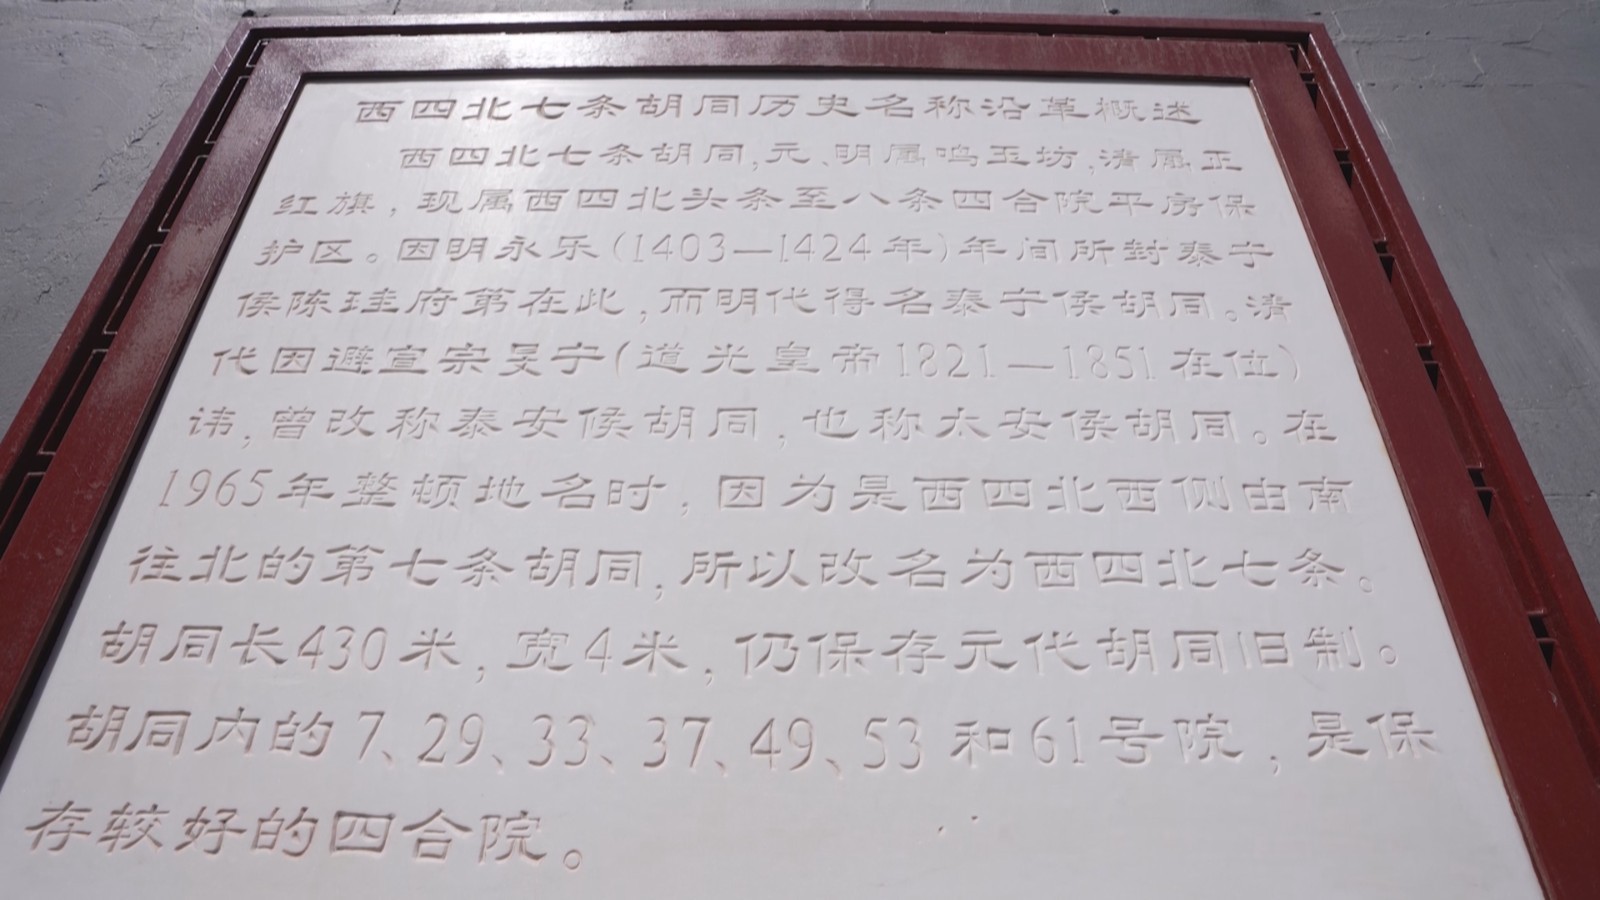 西四北七条胡同历史名称沿革概述
西四北七条胡同,元、明属鸣玉坊,清属正
红旗,现属西四北头条至八条四合院平房保
护区。因明永乐(1403—1424年)年间所封泰宁
侯陈珪府第在此,而明代得名泰宁侯胡同。清
代因避宣宗旻宁(道光皇帝1821—1851在位)
讳,曾改称泰安侯胡同,也称太安侯胡同。在
1965年整顿地名时,因为是西四北西侧由南
往北的第七条胡同,所以改名为西四北七条。
胡同长430米,宽4米,仍保存元代胡同旧制。
胡同内的7、29、33、37、49、53和61号院,是保
存较好的四合院。